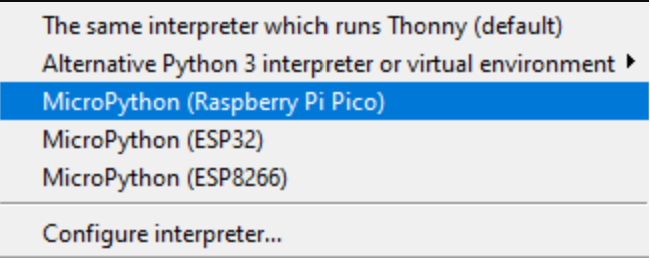 The same interpreter which runs Thonny (default)
Alternative Python 3 interpreter or virtual environment
MicroPython (Raspberry Pi Pico)
MicroPython (ESP32)
MicroPython (ESP8266)
Configure interpreter...